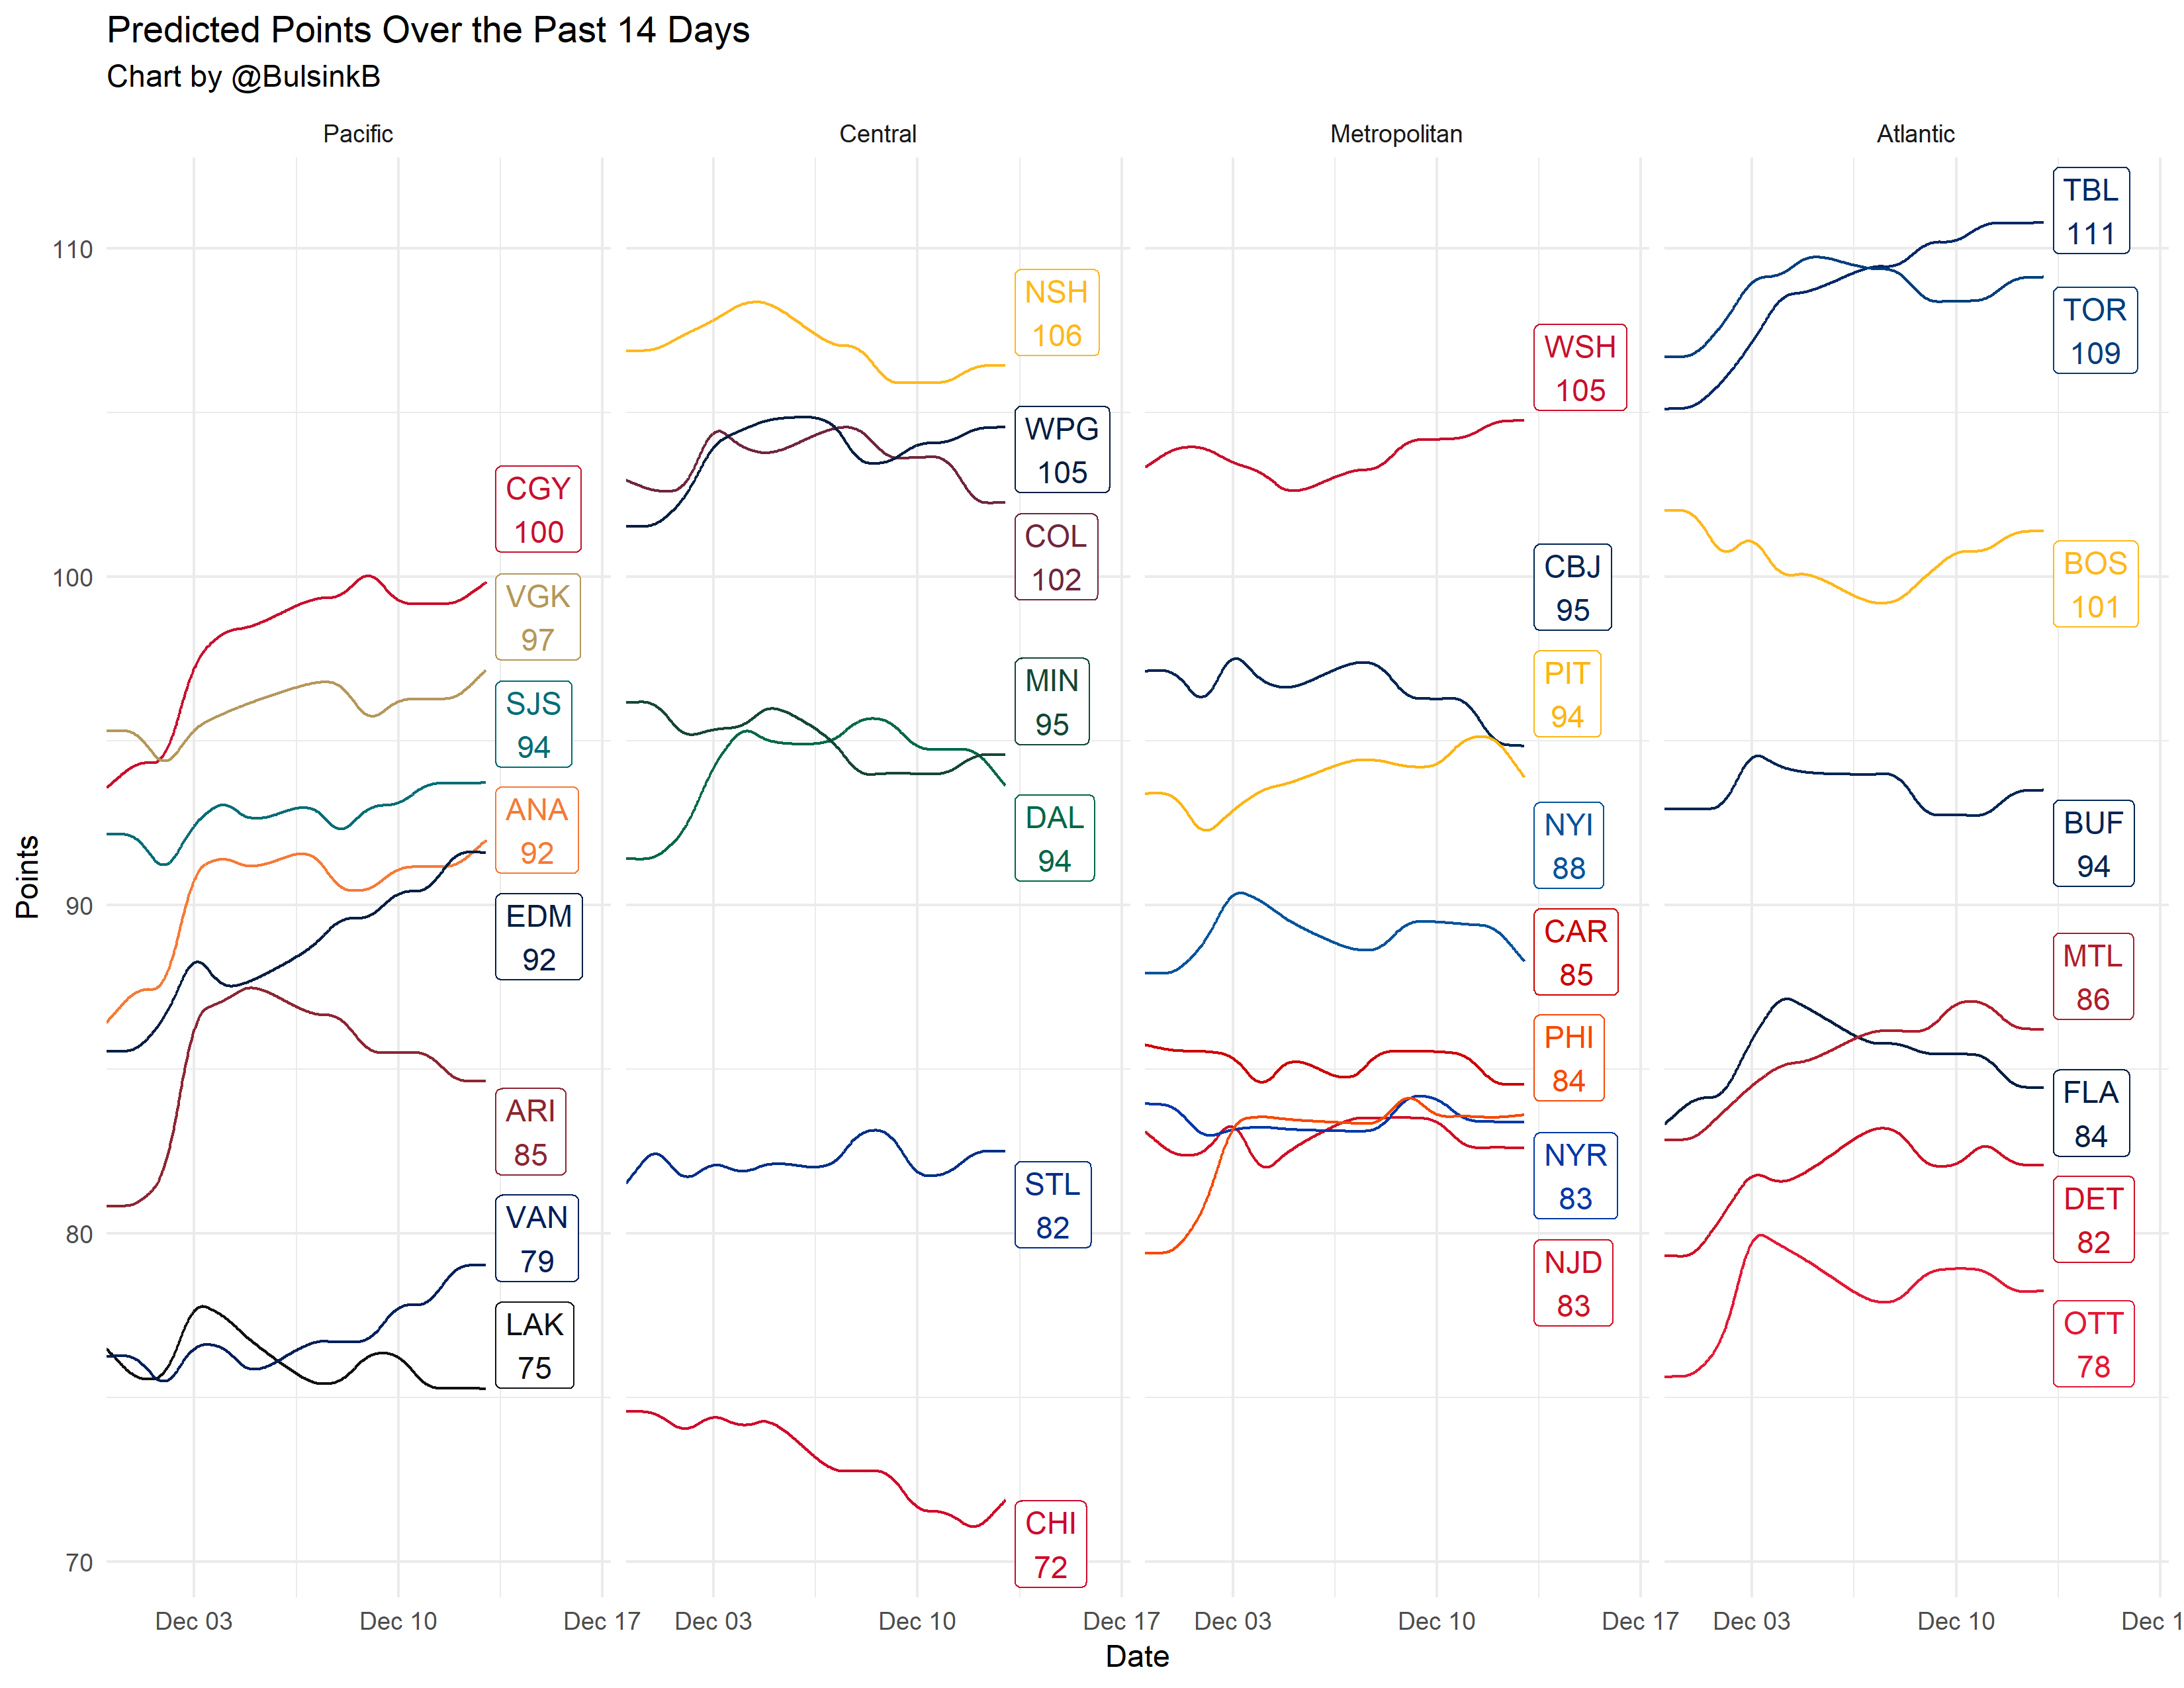 Predicted Points Over the Past 14 Days
Chart by @BulsinkB
Pacific
Central
Metropolitan
Atlantic
Points
110
100
90
80
70
CGY
100
VGK
97
SJS
94
ANA
92
EDM
92
ARI
85
VAN
79
LAK
75
NSH
106
WPG
105
COL
102
MIN
95
DAL
94
STL
82
CHI
72
WSH
105
CBJ
95
PIT
94
NYI
88
CAR
85
PHI
84
NYR
83
NJD
83
TBL
111
TOR
109
BOS
101
BUF
94
MTL
86
FLA
84
DET
82
OTT
78
Dec 03 Dec 10 Dec 17 Dec 03 Dec 10 Dec 17 Dec 03 Dec 10 Dec 17 Dec 03 Dec 10 Dec 1
Date